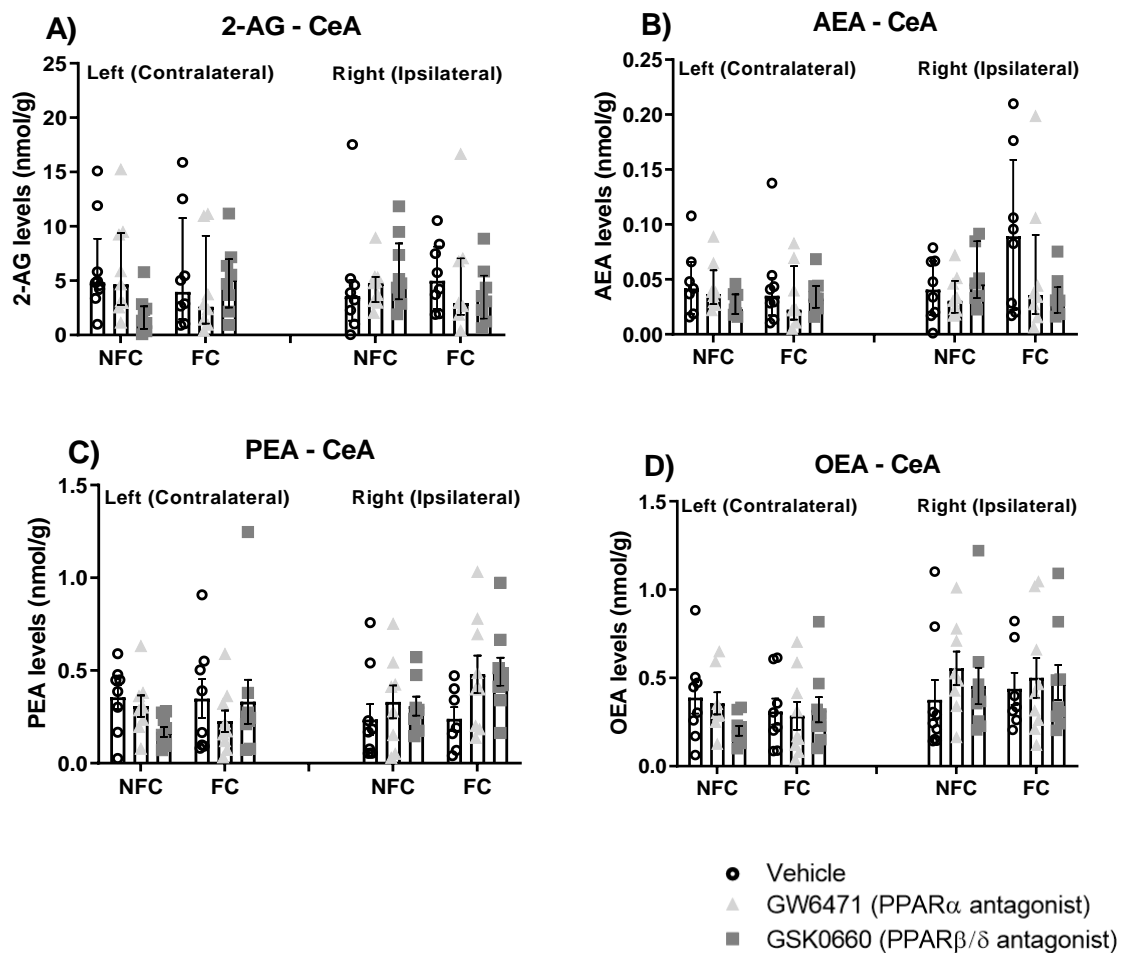 A)
2-AG - CeA
Left (Contralateral)
Right (Ipsilateral)
2-AG levels (nmol/g)
25
20
15
10
5
0
NFC
FC
NFC
FC
B)
AEA - CeA
Left (Contralateral)
Right (Ipsilateral)
AEA levels (nmol/g)
0.25
0.20
0.15
0.10
0.05
0.00
NFC
FC
NFC
FC
C)
PEA - CeA
Left (Contralateral)
Right (Ipsilateral)
PEA levels (nmol/g)
1.5
1.0
0.5
0.0
NFC
FC
NFC
FC
D)
OEA - CeA
Left (Contralateral)
Right (Ipsilateral)
OEA levels (nmol/g)
1.5
1.0
0.5
0.0
NFC
FC
NFC
FC
Vehicle
GW6471 (PPARα antagonist)
GSK0660 (PPARβ/δ antagonist)